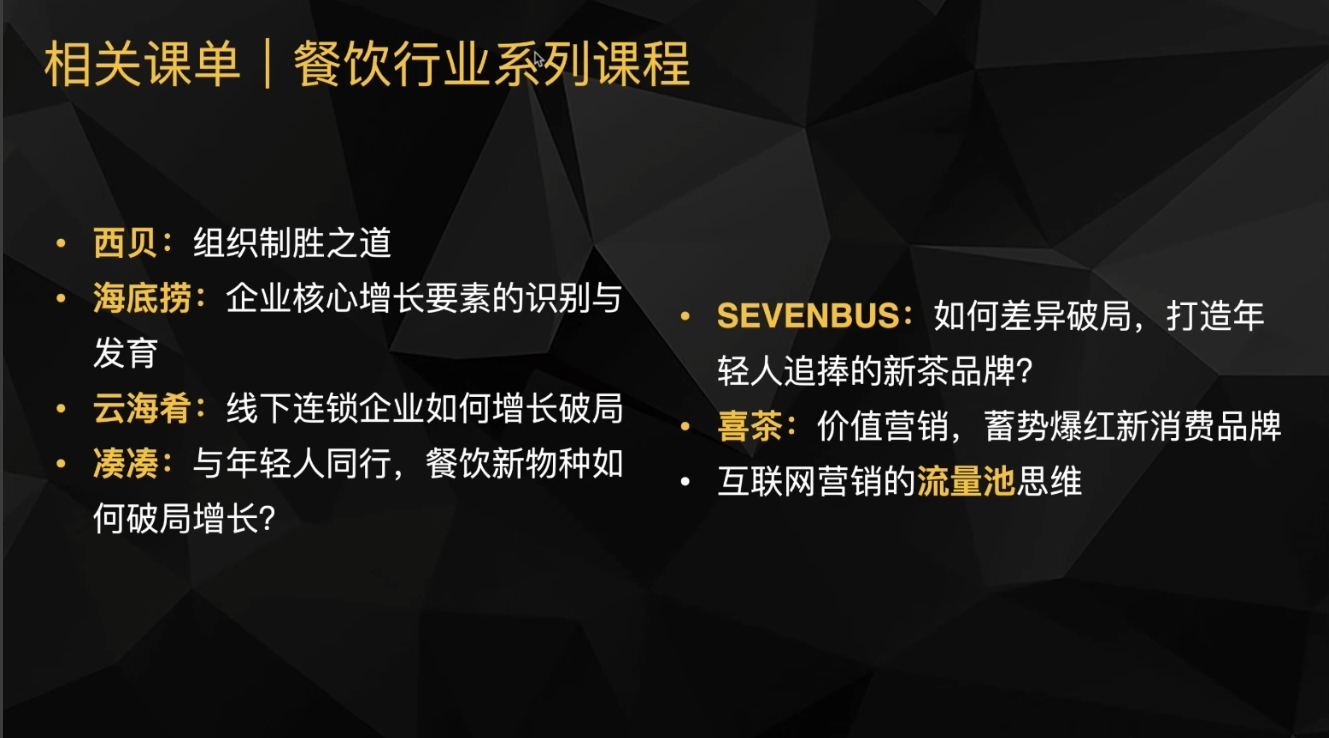 相关课单｜餐饮行业系列课程
• 西贝：组织制胜之道
• 海底捞：企业核心增长要素的识别与
发育
• 云海肴：线下连锁企业如何增长破局
• 凑凑：与年轻人同行，餐饮新物种如
何破局增长？
• SEVENBUS：如何差异破局，打造年
轻人追捧的新茶品牌？
• 喜茶：价值营销，蓄势爆红新消费品牌
• 互联网营销的流量池思维